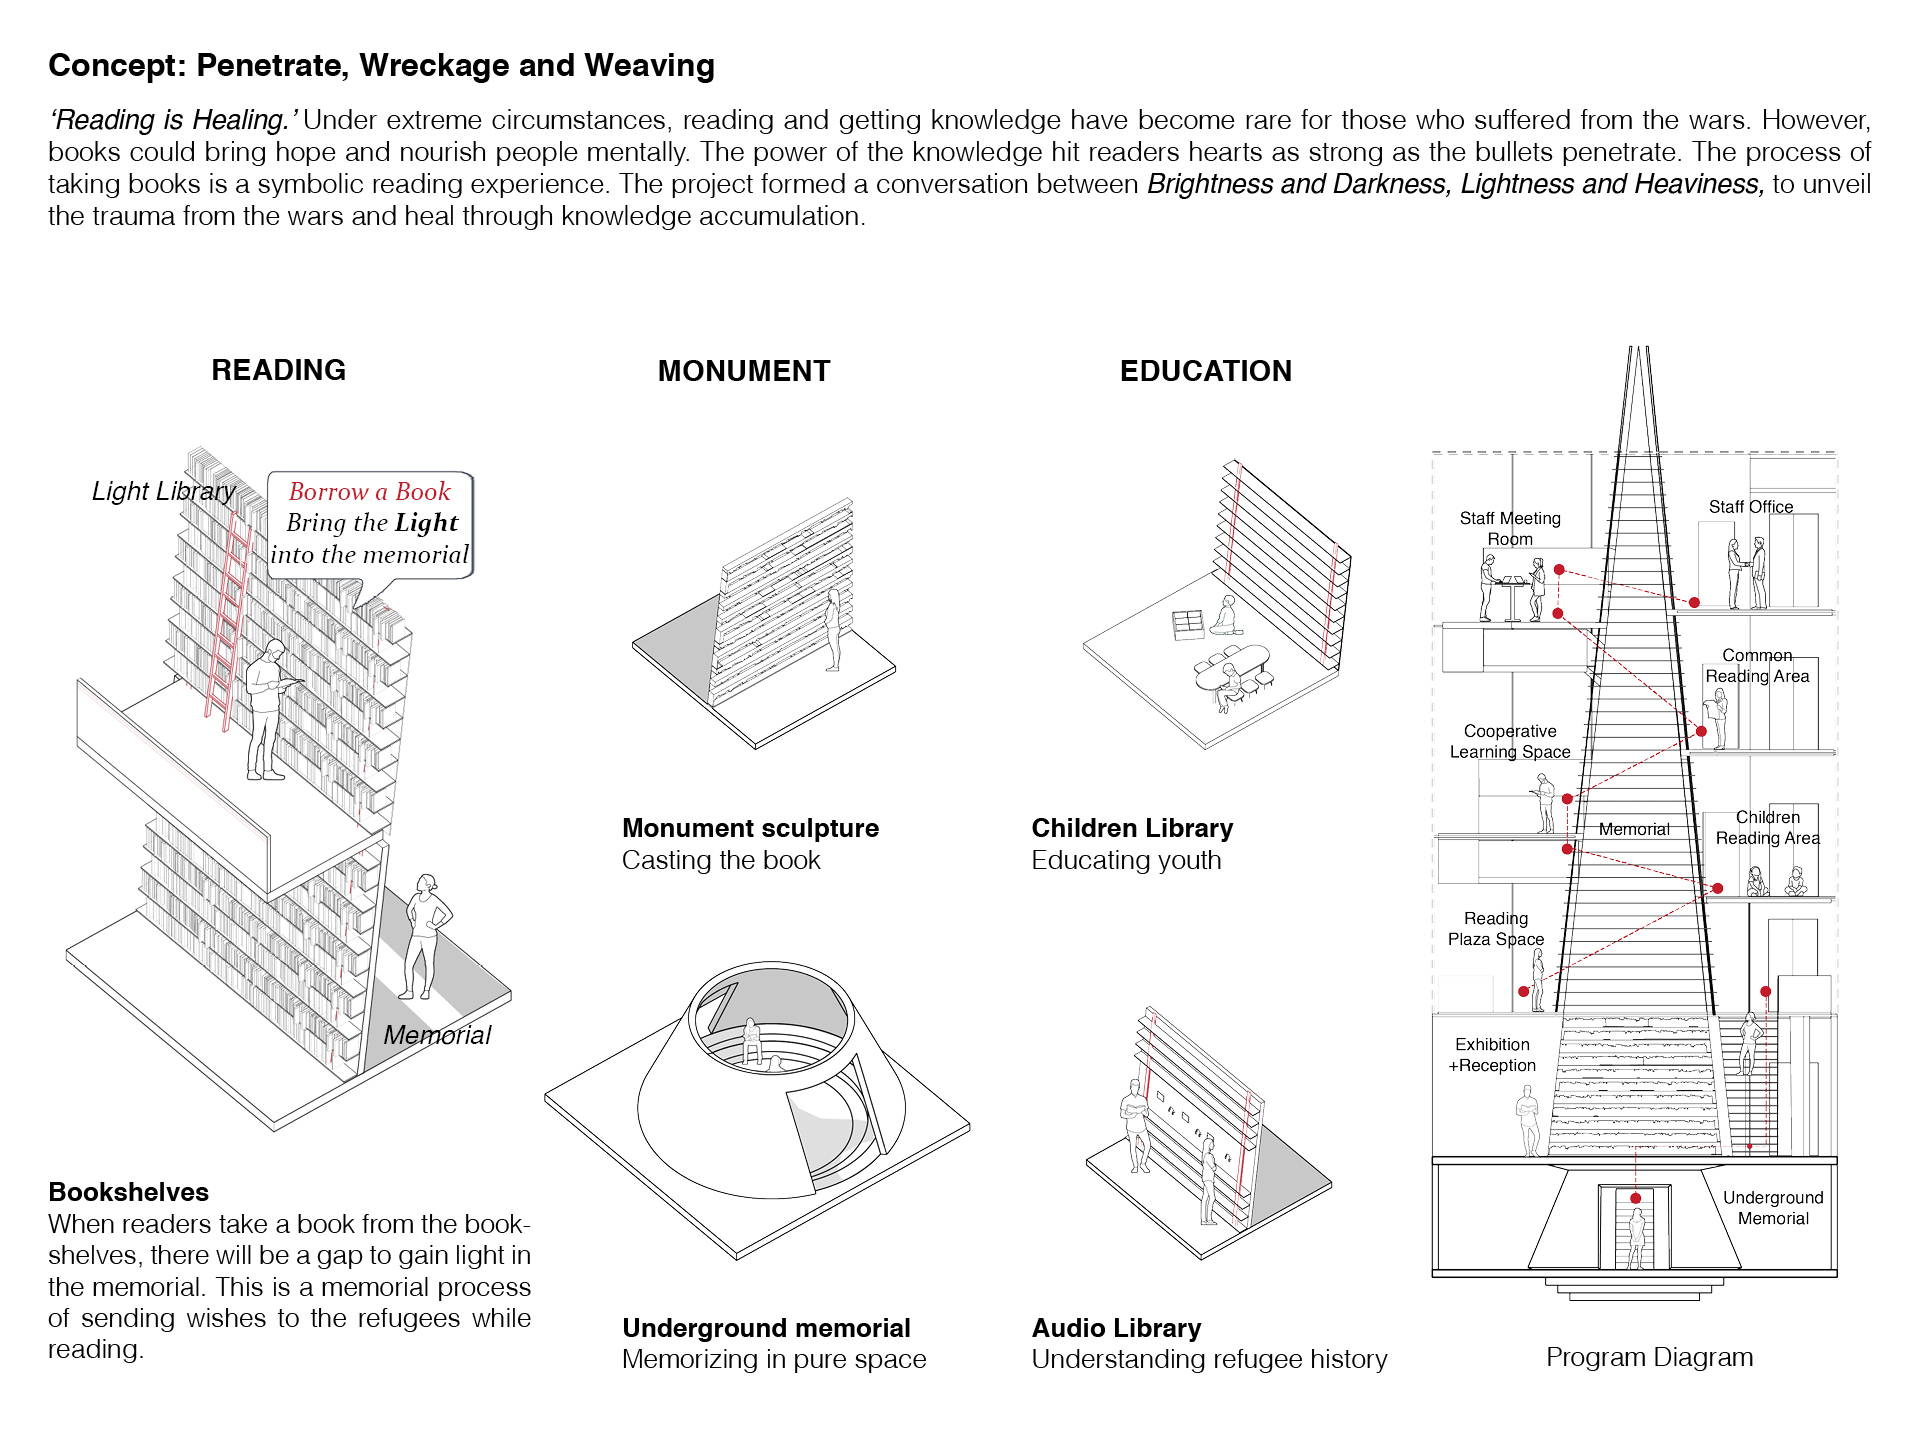 Concept: Penetrate, Wreckage and Weaving
‘Reading is Healing.’ Under extreme circumstances, reading and getting knowledge have become rare for those who suffered from the wars. However,
books could bring hope and nourish people mentally. The power of the knowledge hit readers hearts as strong as the bullets penetrate. The process of
taking books is a symbolic reading experience. The project formed a conversation between Brightness and Darkness, Lightness and Heaviness, to unveil
the trauma from the wars and heal through knowledge accumulation.
READING
Light Library
Borrow a Book
Bring the Light
into the memorial
Memorial
Bookshelves
When readers take a book from the book-
shelves, there will be a gap to gain light in
the memorial. This is a memorial process
of sending wishes to the refugees while
reading.
MONUMENT
Monument sculpture
Casting the book
Underground memorial
Memorizing in pure space
EDUCATION
Children Library
Educating youth
Audio Library
Understanding refugee history
Staff Meeting
Room
Staff Office
Common
Reading Area
Cooperative
Learning Space
Memorial
Children
Reading Area
Reading
Plaza Space
Exhibition
+Reception
Underground
Memorial
Program Diagram